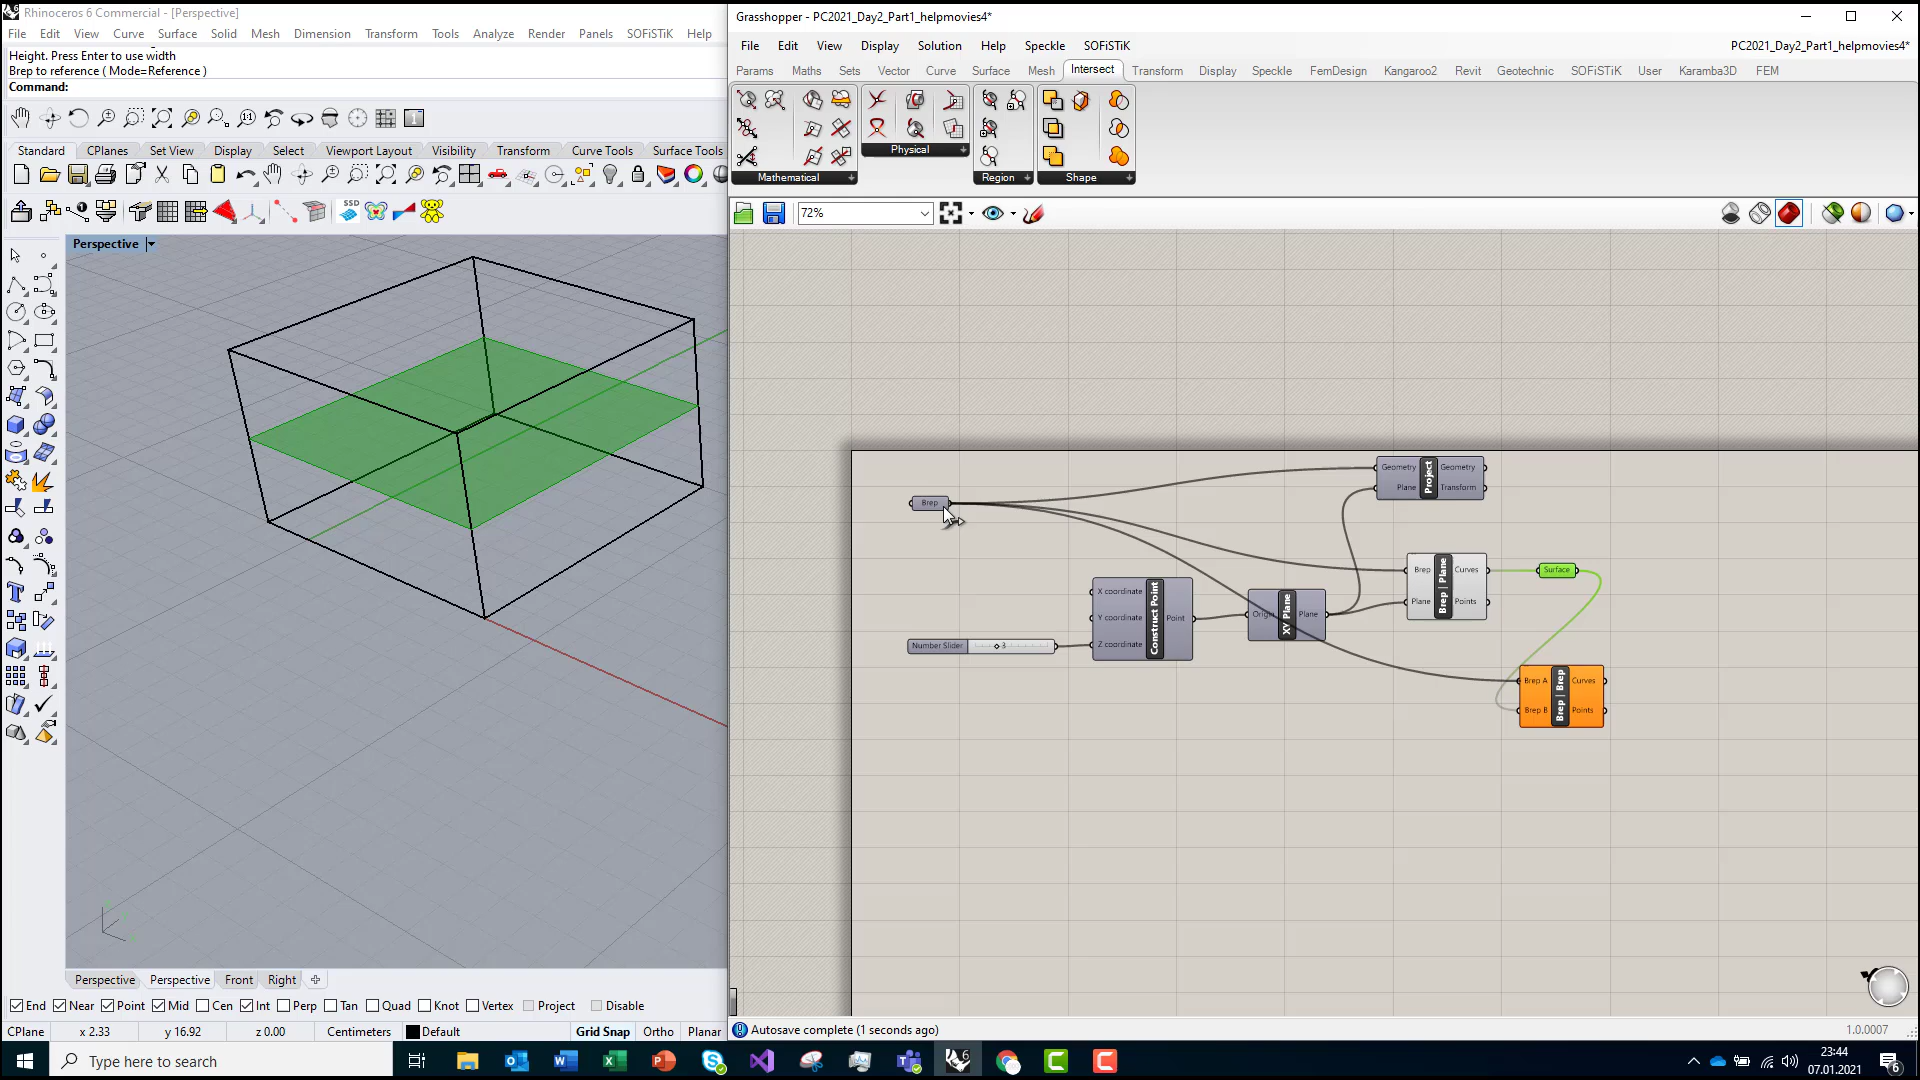 Rhinoceros 6 Commercial - [Perspective]
File Edit View Curve Surface Solid Mesh Dimension Transform Tools Analyze Render Panels SOFiSTiK Help
Height. Press Enter to use width
Brep to reference ( Mode=Reference )
Command:
Standard CPlanes Set View Display Select Viewport Layout Visibility Transform Curve Tools Surface Tools
Perspective
Perspective Perspective Front Right
End Near Point Mid Cen Int Perp Tan Quad Knot Vertex Project Disable
CPlane x 2.33 y 16.92 z 0.00 Centimeters Default Grid Snap Ortho Planar
Grasshopper - PC2021_Day2_Part1_helpmovies4*
File Edit View Display Solution Help Speckle SOFiSTiK PC2021_Day2_Part1_helpmovies4*
Params Maths Sets Vector Curve Surface Mesh Intersect Transform Display Speckle FemDesign Kangaroo2 Revit Geotechnic SOFiSTiK User Karamba3D FEM
Mathematical Physical Region Shape
72%
Brep
Geometry Plane Project Geometry Transform
Brep Plane Brep | Plane Curves Points
Surface
X coordinate Y coordinate Z coordinate Construct Point Point
Origin XY Plane Plane
Number Slider 3
Brep A Brep B Brep | Brep Curves Points
Autosave complete (1 seconds ago) 1.0.0007
Type here to search
23:44
07.01.2021
6